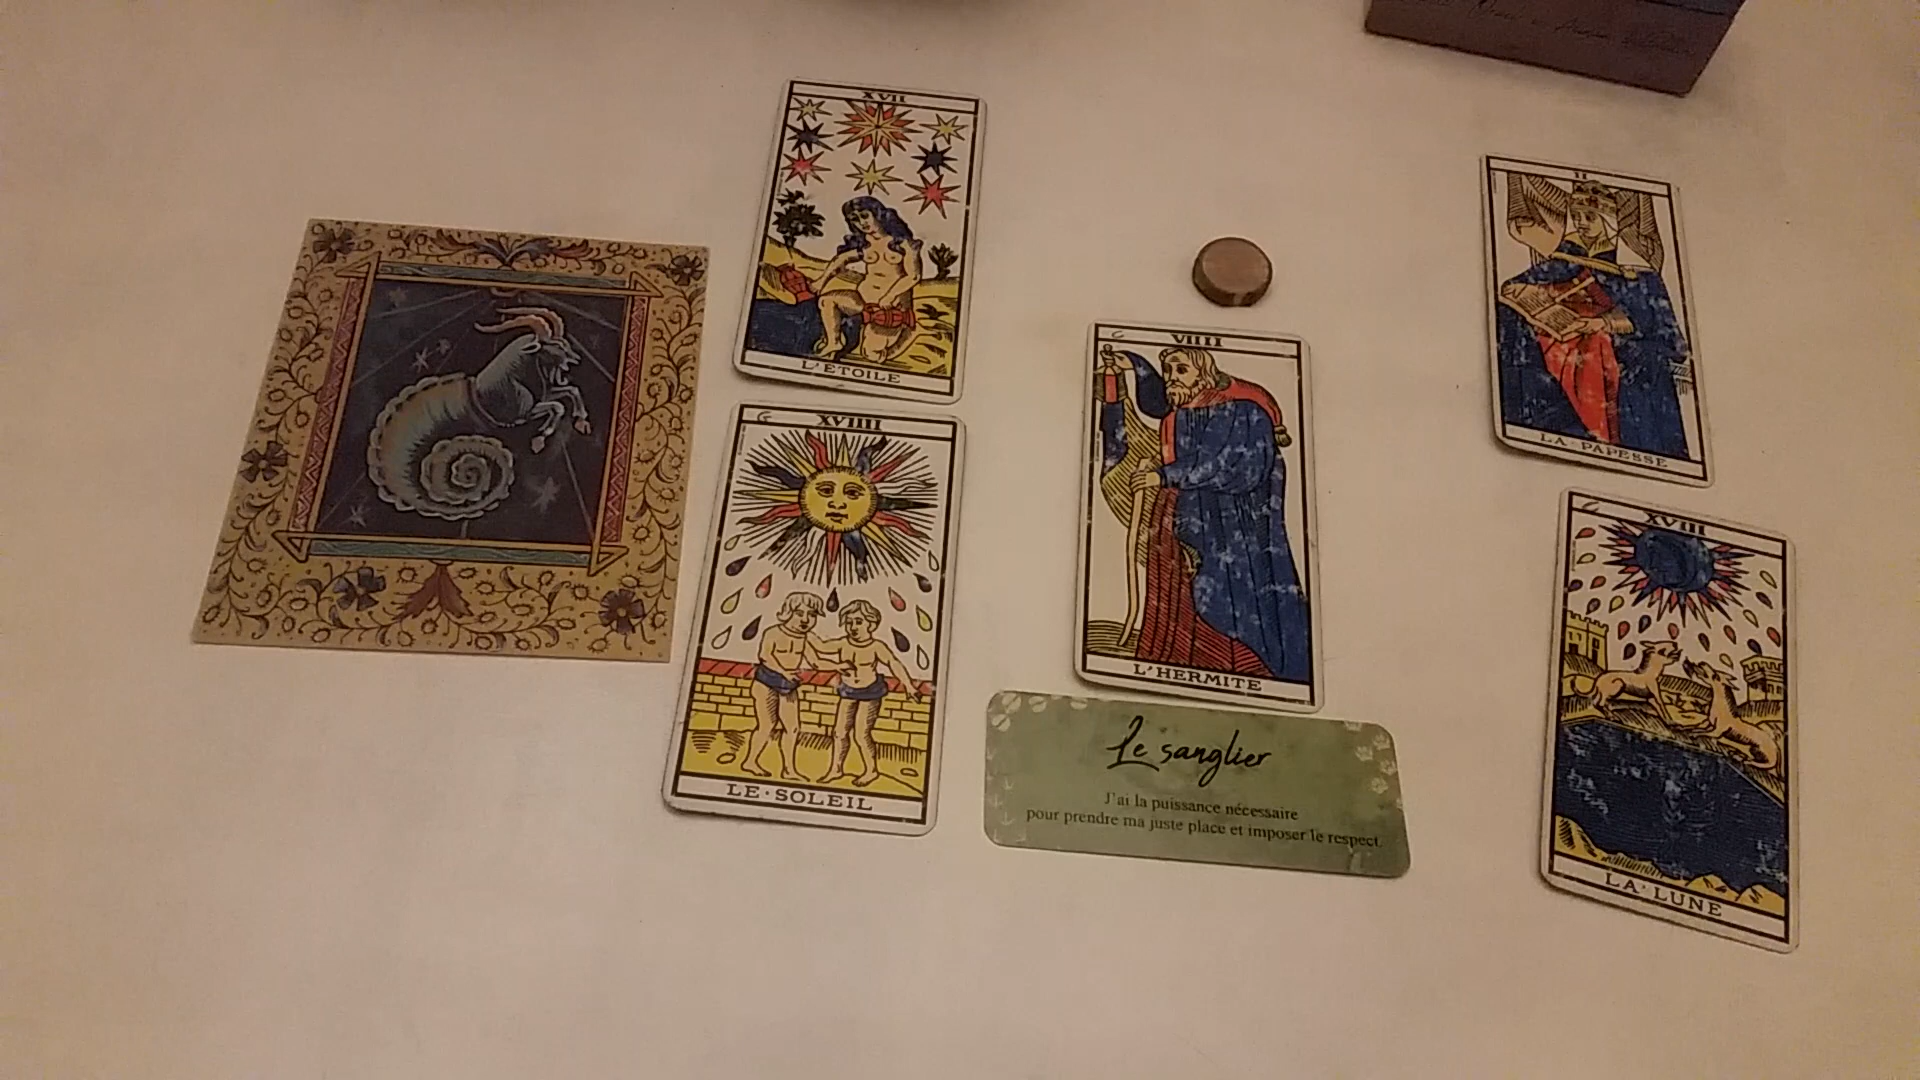 XVII
L'ETOILE
XVIIII
LE·SOLEIL
VIIII
L'HERMITE
Le sanglier
J'ai la puissance nécessaire
pour prendre ma juste place et imposer le respect.
II
LA·PAPESSE
XVIII
LA·LUNE